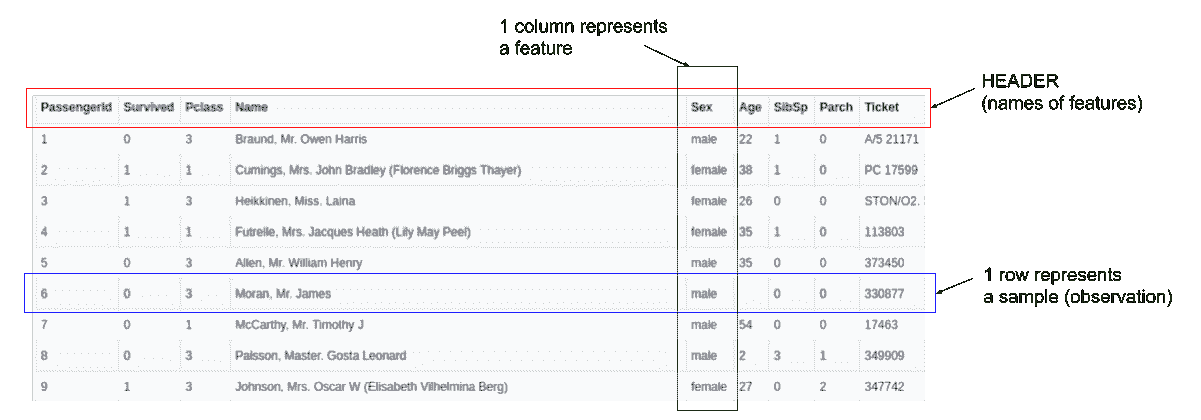 1 column represents
a feature
HEADER
(names of features)
PassengerId Survived Pclass Name Sex Age SibSp Parch Ticket
1 0 3 Braund, Mr. Owen Harris male 22 1 0 A/5 21171
2 1 1 Cumings, Mrs. John Bradley (Florence Briggs Thayer) female 38 1 0 PC 17599
3 1 3 Heikkinen, Miss. Laina female 26 0 0 STON/O2.
4 1 1 Futrelle, Mrs. Jacques Heath (Lily May Peel) female 35 1 0 113803
5 0 3 Allen, Mr. William Henry male 35 0 0 373450
6 0 3 Moran, Mr. James male 0 0 330877
1 row represents
a sample (observation)
7 0 1 McCarthy, Mr. Timothy J male 54 0 0 17463
8 0 3 Palsson, Master. Gosta Leonard male 2 3 1 349909
9 1 3 Johnson, Mrs. Oscar W (Elisabeth Vilhelmina Berg) female 27 0 2 347742